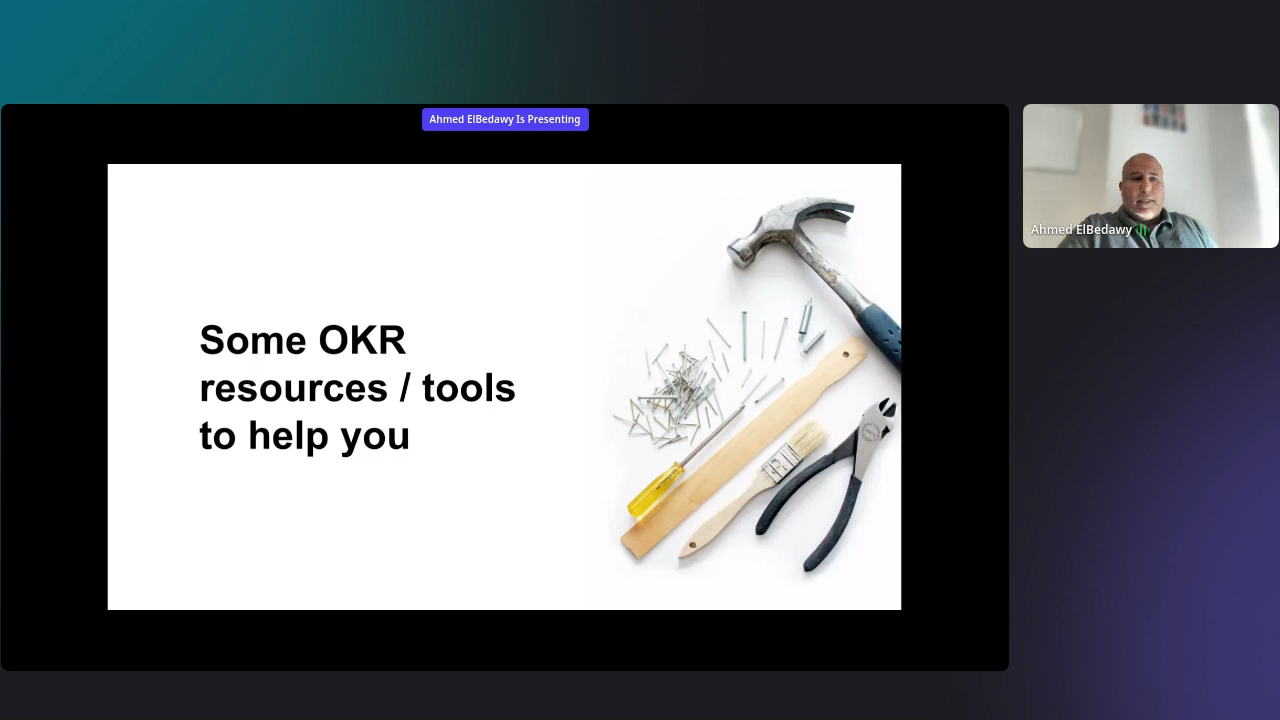 Ahmed ElBedawy Is Presenting
Some OKR
resources / tools
to help you
Ahmed ElBedawy